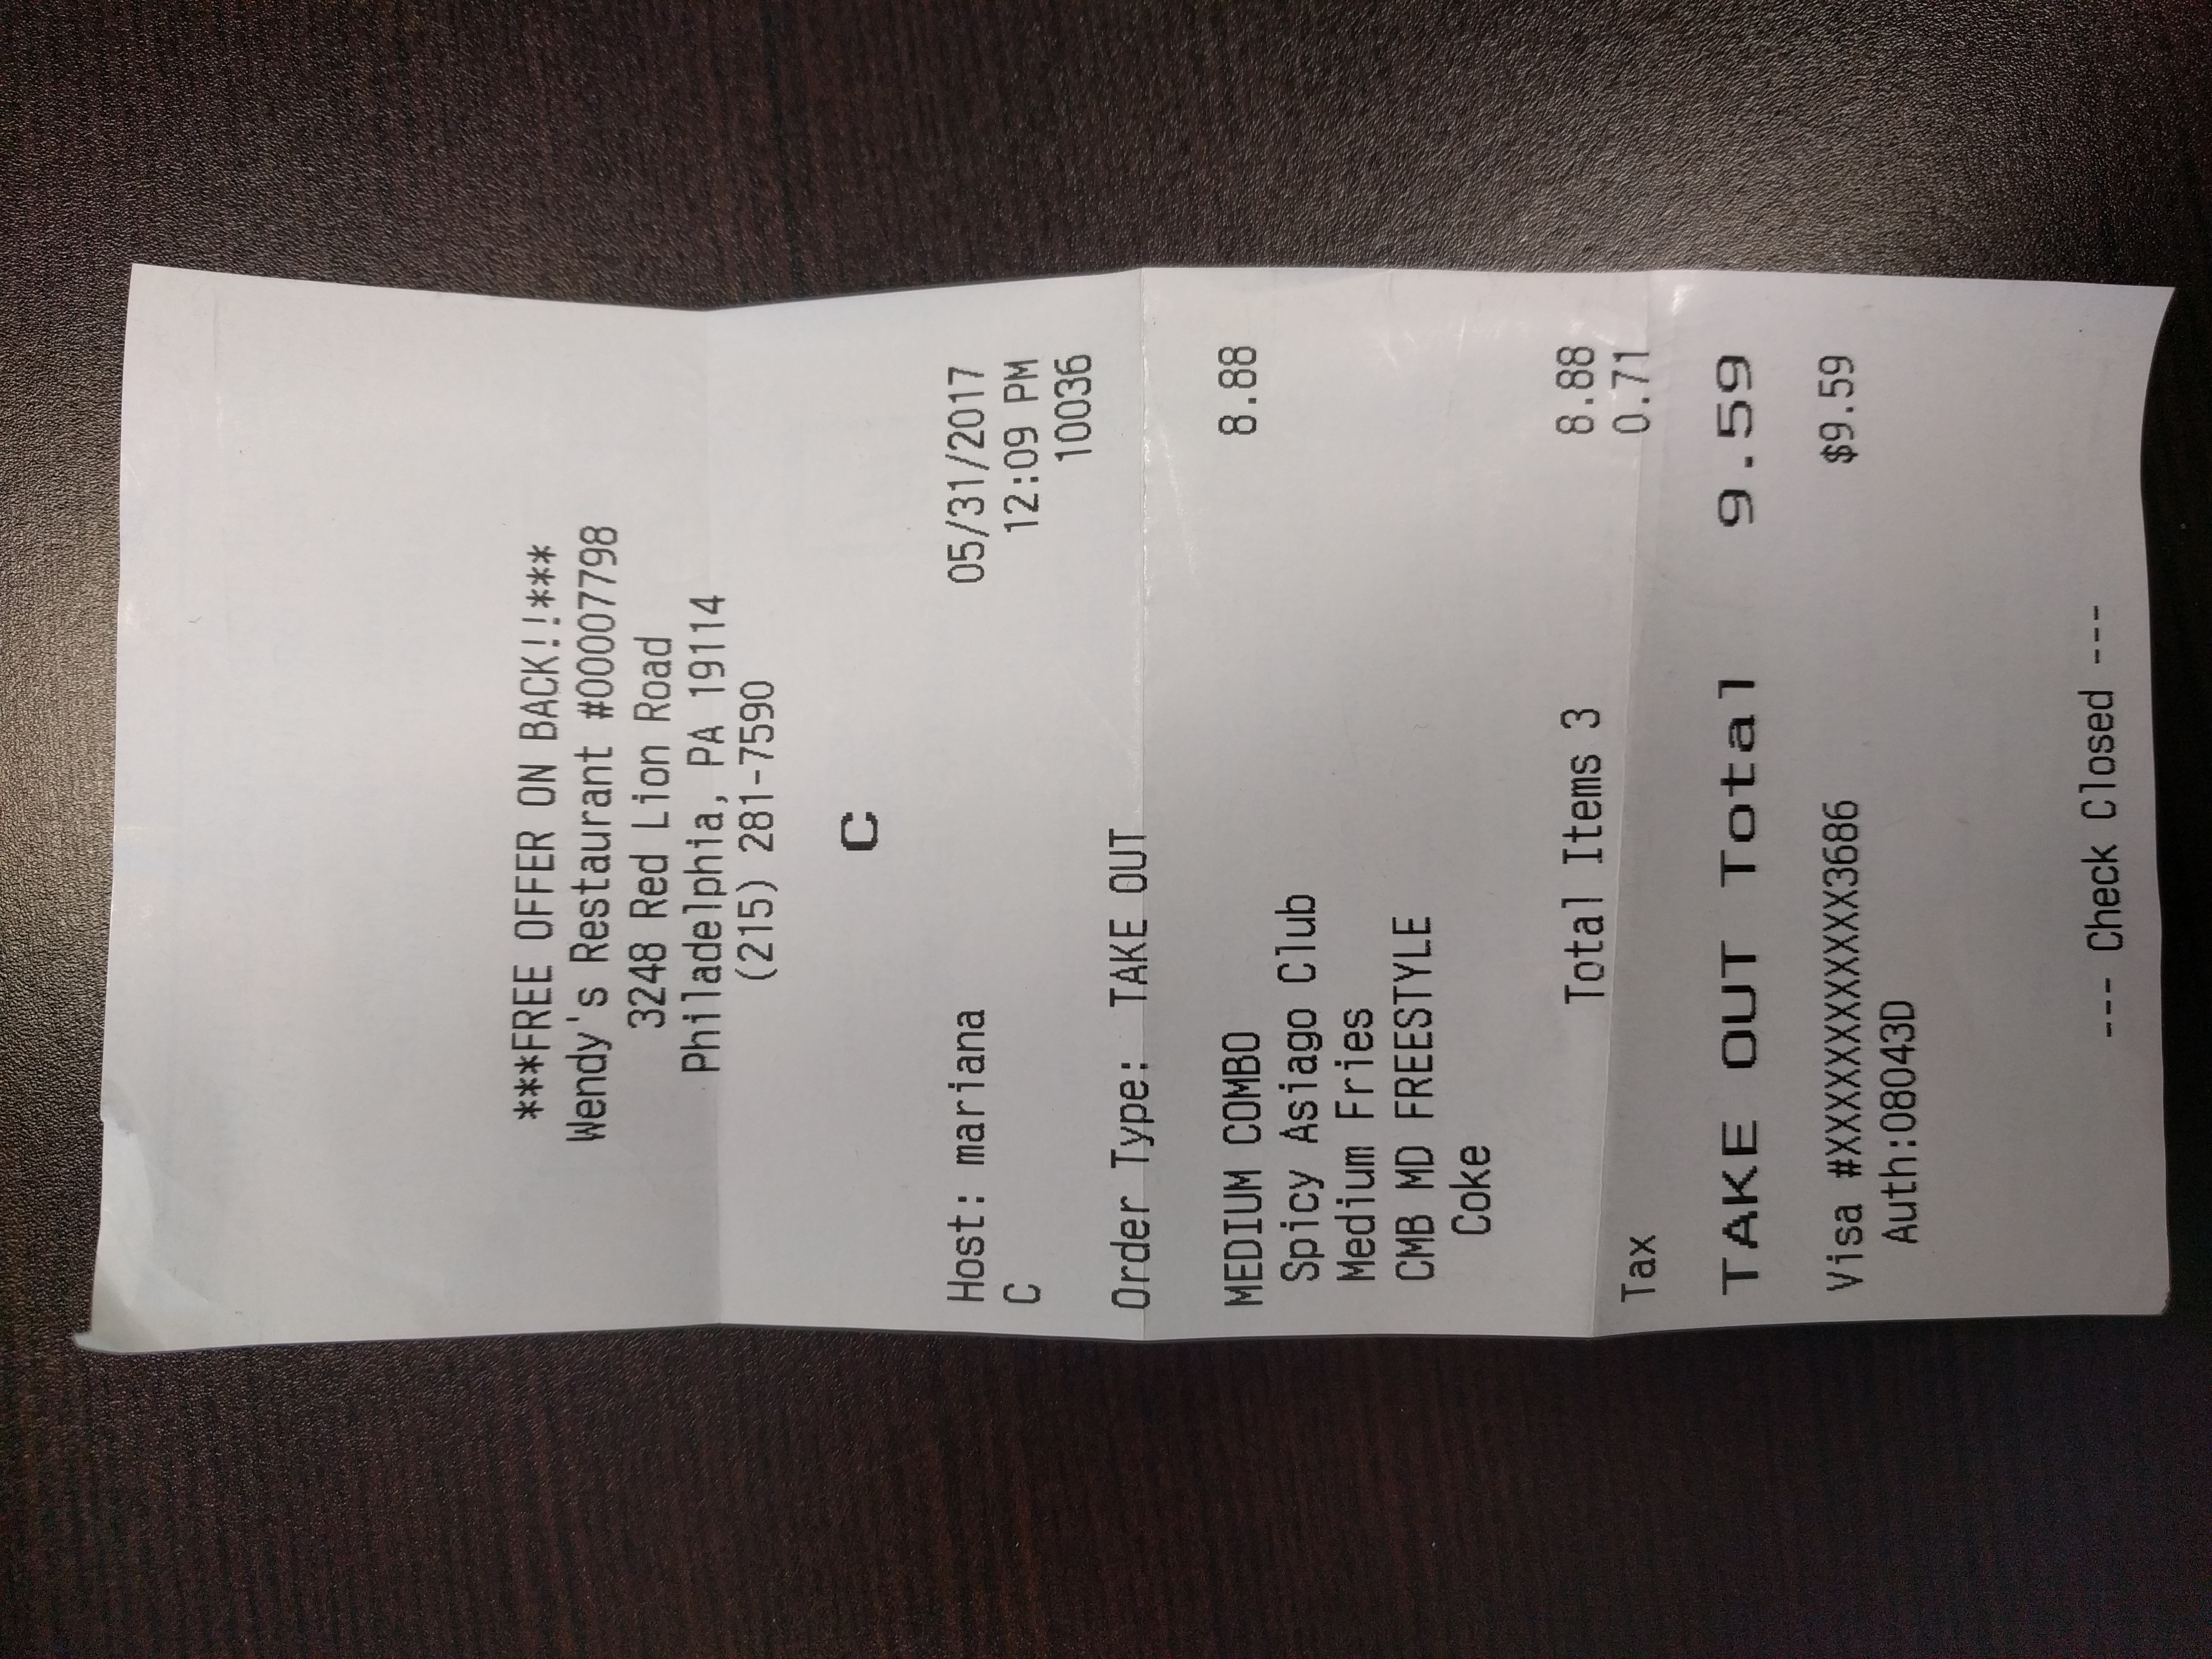 ***FREE OFFER ON BACK!!***
Wendy's Restaurant #00007798
3248 Red Lion Road
Philadelphia, PA 19114
(215) 281-7590
C
Host: mariana 05/31/2017
C 12:09 PM
10036
Order Type: TAKE OUT
MEDIUM COMBO 8.88
Spicy Asiago Club
Medium Fries
CMB MD FREESTYLE
Coke
Total Items 3 8.88
Tax 0.71
TAKE OUT Total 9.59
Visa #XXXXXXXXXXXX3686 $9.59
Auth:08043D
--- Check Closed ---